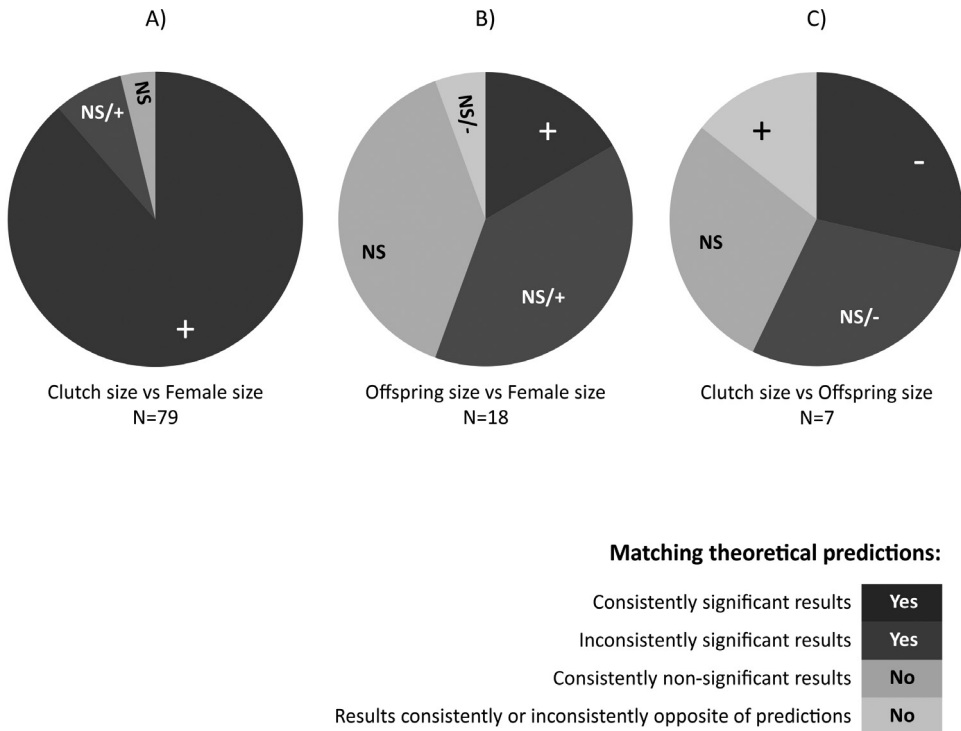 A)
B)
C)
NS/+
NS
+
NS/-
+
NS
NS/+
+
-
NS
NS/-
Clutch size vs Female size
N=79
Offspring size vs Female size
N=18
Clutch size vs Offspring size
N=7
Matching theoretical predictions:
Consistently significant results Yes
Inconsistently significant results Yes
Consistently non-significant results No
Results consistently or inconsistently opposite of predictions No